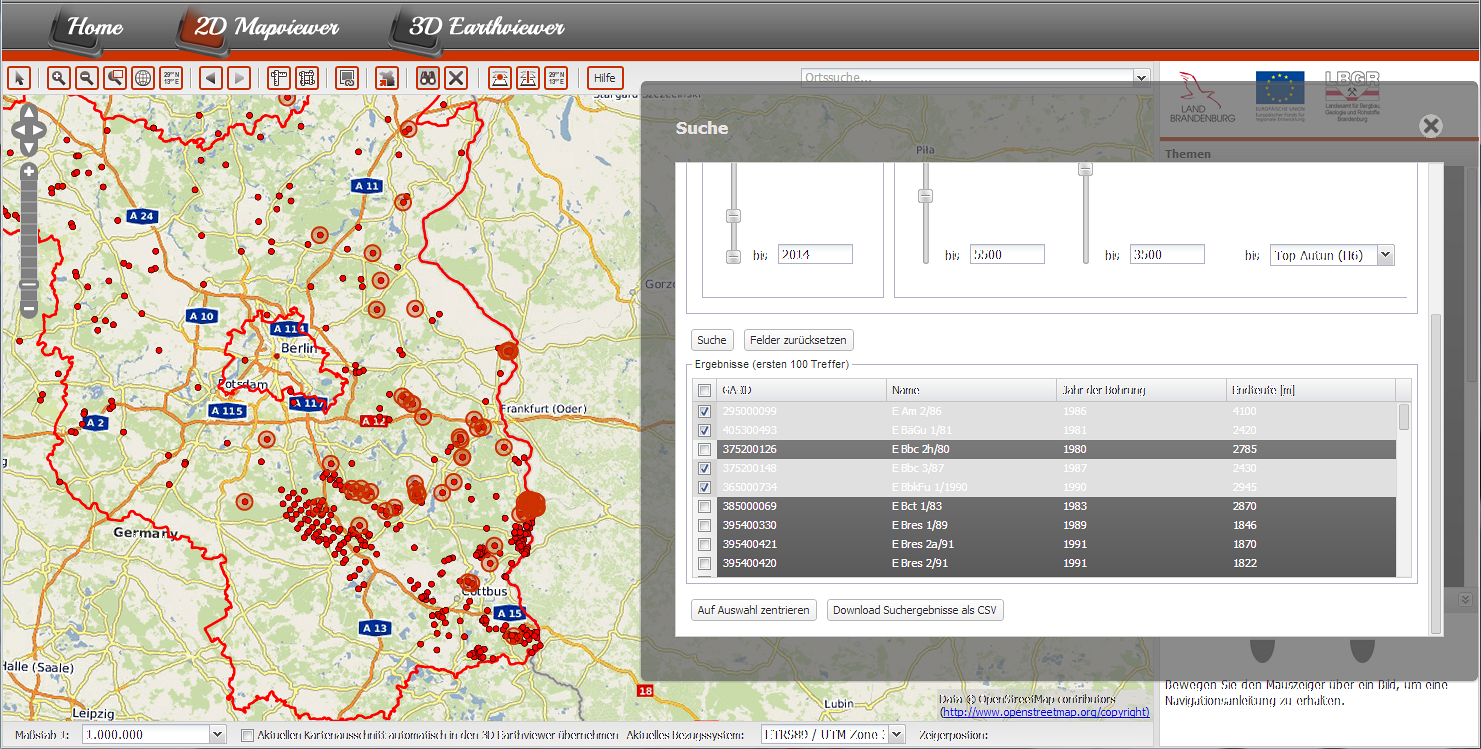 Home
2D Mapviewer
3D Earthviewer
29° N
13° E
29° N
13° E
Hilfe
Ortssuche...
LAND
BRANDENBURG
EUROPÄISCHE UNION
Europäischer Fonds für
regionale Entwicklung
LBGR
Landesamt für Bergbau,
Geologie und Rohstoffe
Brandenburg
Themen
Stargard Szczeciński
Piła
A 11
A 24
A 10
A 114
Berlin
Potsdam
A 115
A 117
A 12
A 2
Frankfurt (Oder)
Germany
Cottbus
A 15
A 13
Halle (Saale)
Leipzig
18
Lubin
Suche
bis 2014
bis 5500
bis 3500
bis Top Autun (H6)
Suche
Felder zurücksetzen
Ergebnisse (ersten 100 Treffer)
GA-ID Name Jahr der Bohrung Endteufe [m]
295000099 E Am 2/86 1986 4100
405300493 E BäGu 1/81 1981 2420
375200126 E Bbc 2h/80 1980 2785
375200148 E Bbc 3/87 1987 2430
365000734 E BbkFu 1/1990 1990 2945
385000069 E Bct 1/83 1983 2870
395400330 E Bres 1/89 1989 1846
395400421 E Bres 2a/91 1991 1870
395400420 E Bres 2/91 1991 1822
Auf Auswahl zentrieren
Download Suchergebnisse als CSV
Bewegen Sie den Mauszeiger über ein Bild, um eine
Navigationsanleitung zu erhalten.
Data © OpenStreetMap contributors
(http://www.openstreetmap.org/copyright)
Maßstab 1: 1.000.000 Aktuellen Kartenausschnitt automatisch in den 3D Earthviewer übernehmen Aktuelles Bezugssystem: ETRS89 / UTM Zone Zeigerposition: